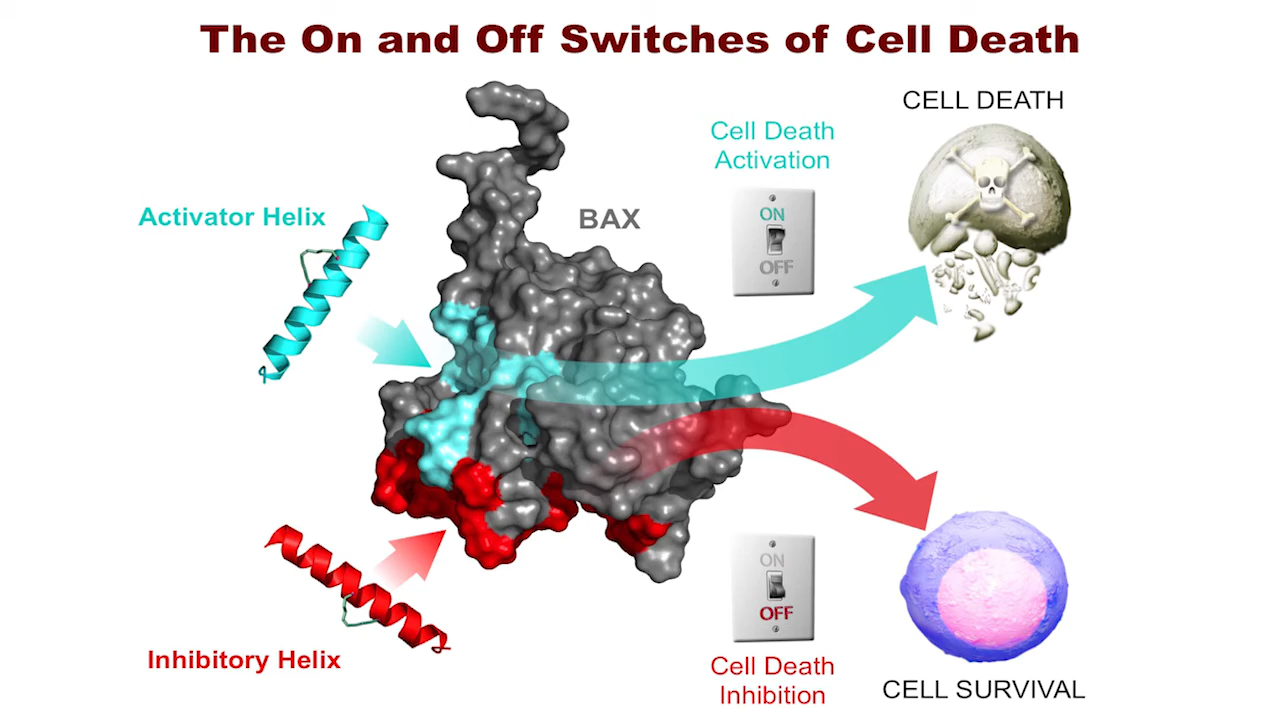 The On and Off Switches of Cell Death
CELL DEATH
Cell Death
Activation
Activator Helix
BAX
ON
OFF
ON
OFF
Inhibitory Helix
Cell Death
Inhibition
CELL SURVIVAL